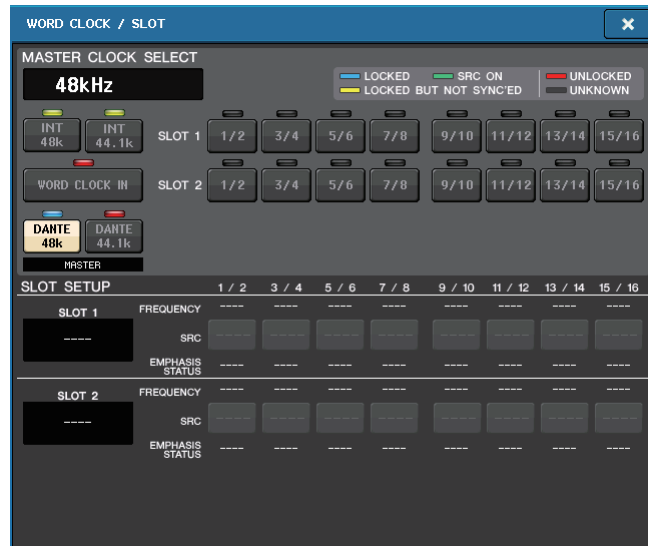 WORD CLOCK / SLOT
×
MASTER CLOCK SELECT
48kHz
LOCKED SRC ON UNLOCKED
LOCKED BUT NOT SYNC'ED UNKNOWN
INT 48k INT 44.1k SLOT 1 1/2 3/4 5/6 7/8 9/10 11/12 13/14 15/16
WORD CLOCK IN SLOT 2 1/2 3/4 5/6 7/8 9/10 11/12 13/14 15/16
DANTE 48k DANTE 44.1k
MASTER
SLOT SETUP 1 / 2 3 / 4 5 / 6 7 / 8 9 / 10 11 / 12 13 / 14 15 / 16
SLOT 1 FREQUENCY ---- ---- ---- ---- ---- ---- ---- ----
---- SRC ---- ---- ---- ---- ---- ---- ---- ----
EMPHASIS STATUS ---- ---- ---- ---- ---- ---- ---- ----
SLOT 2 FREQUENCY ---- ---- ---- ---- ---- ---- ---- ----
---- SRC ---- ---- ---- ---- ---- ---- ---- ----
EMPHASIS STATUS ---- ---- ---- ---- ---- ---- ---- ----